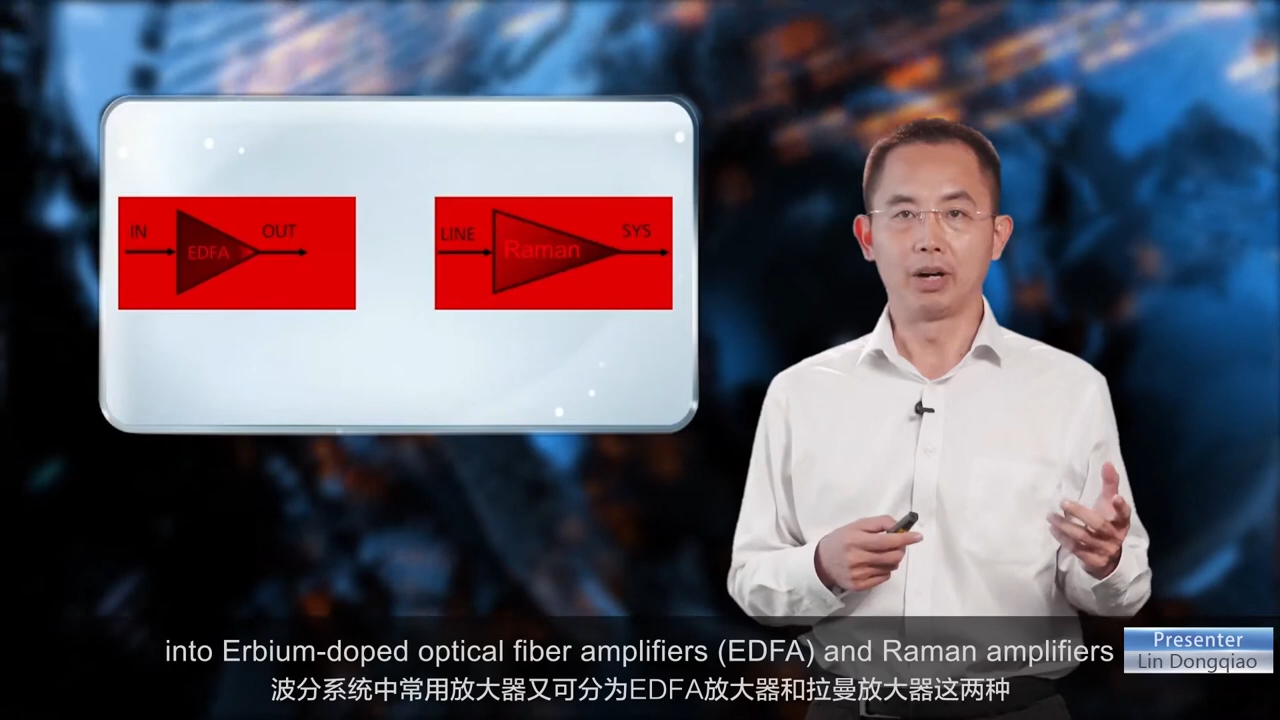 IN
OUT
EDFA
LINE
SYS
Raman
into Erbium-doped optical fiber amplifiers (EDFA) and Raman amplifiers
波分系统中常用放大器又可分为EDFA放大器和拉曼放大器这两种
Presenter
Lin Dongqiao